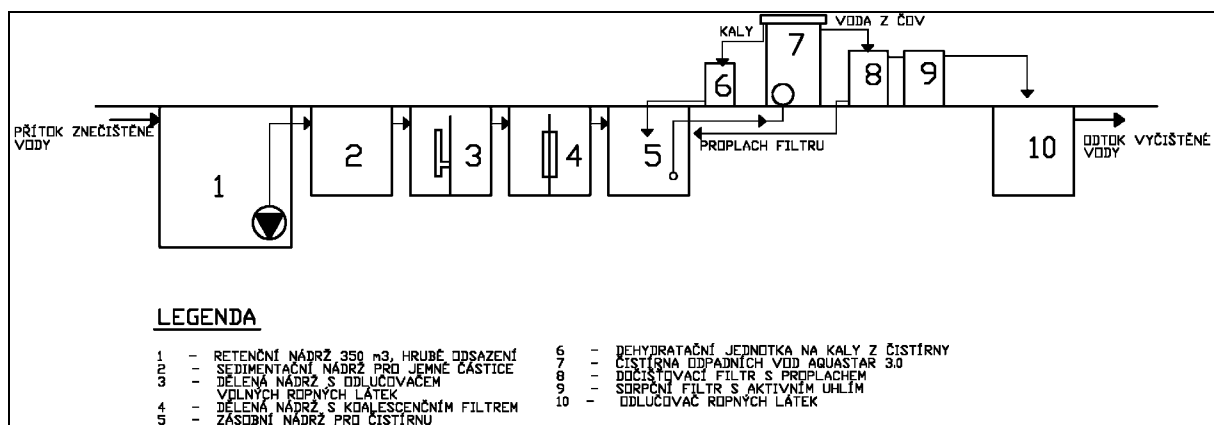 KALY
VODA Z ČOV
7
6
8
9
PŘÍTOK ZNEČIŠTĚNÉ
VODY
1
2
3
4
5
PROPLACH FILTRU
10
ODTOK VYČIŠTĚNÉ
VODY
LEGENDA
1 - RETENČNÍ NÁDRŽ 350 m3, HRUBÉ ODSAZENÍ
2 - SEDIMENTAČNÍ NÁDRŽ PRO JEMNÉ ČÁSTICE
3 - DĚLENÁ NÁDRŽ S ODLUČOVAČEM
VOLNÝCH ROPNÝCH LÁTEK
4 - DĚLENÁ NÁDRŽ S KOALESCENČNÍM FILTREM
5 - ZÁSOBNÍ NÁDRŽ PRO ČISTÍRNU
6 - DEHYDRATAČNÍ JEDNOTKA NA KALY Z ČISTÍRNY
7 - ČISTÍRNA ODPADNÍCH VOD AQUASTAR 3.0
8 - DOČIŠŤOVACÍ FILTR S PROPLACHEM
9 - SORPČNÍ FILTR S AKTIVNÍM UHLÍM
10 - ODLUČOVAČ ROPNÝCH LÁTEK